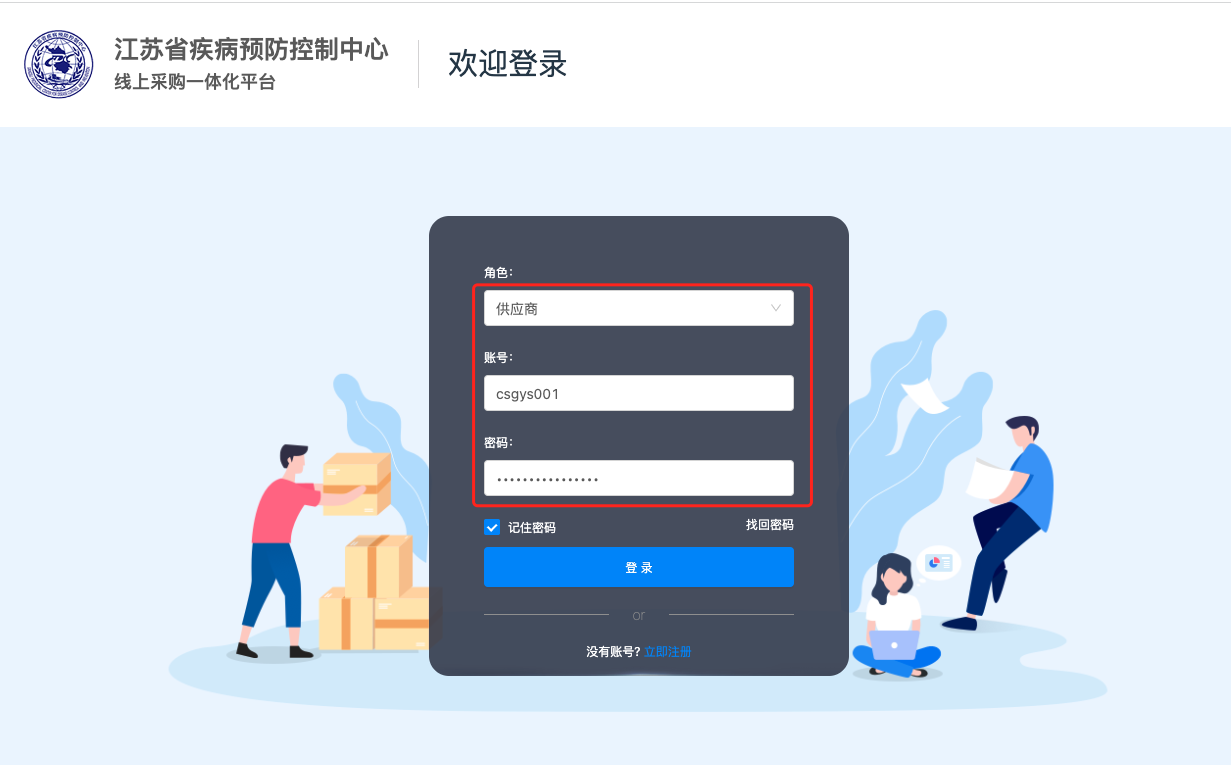 江苏省疾病预防控制中心
线上采购一体化平台
欢迎登录
角色：
供应商
账号：
csgys001
密码：
••••••••••••••••
记住密码
找回密码
登 录
or
没有账号? 立即注册